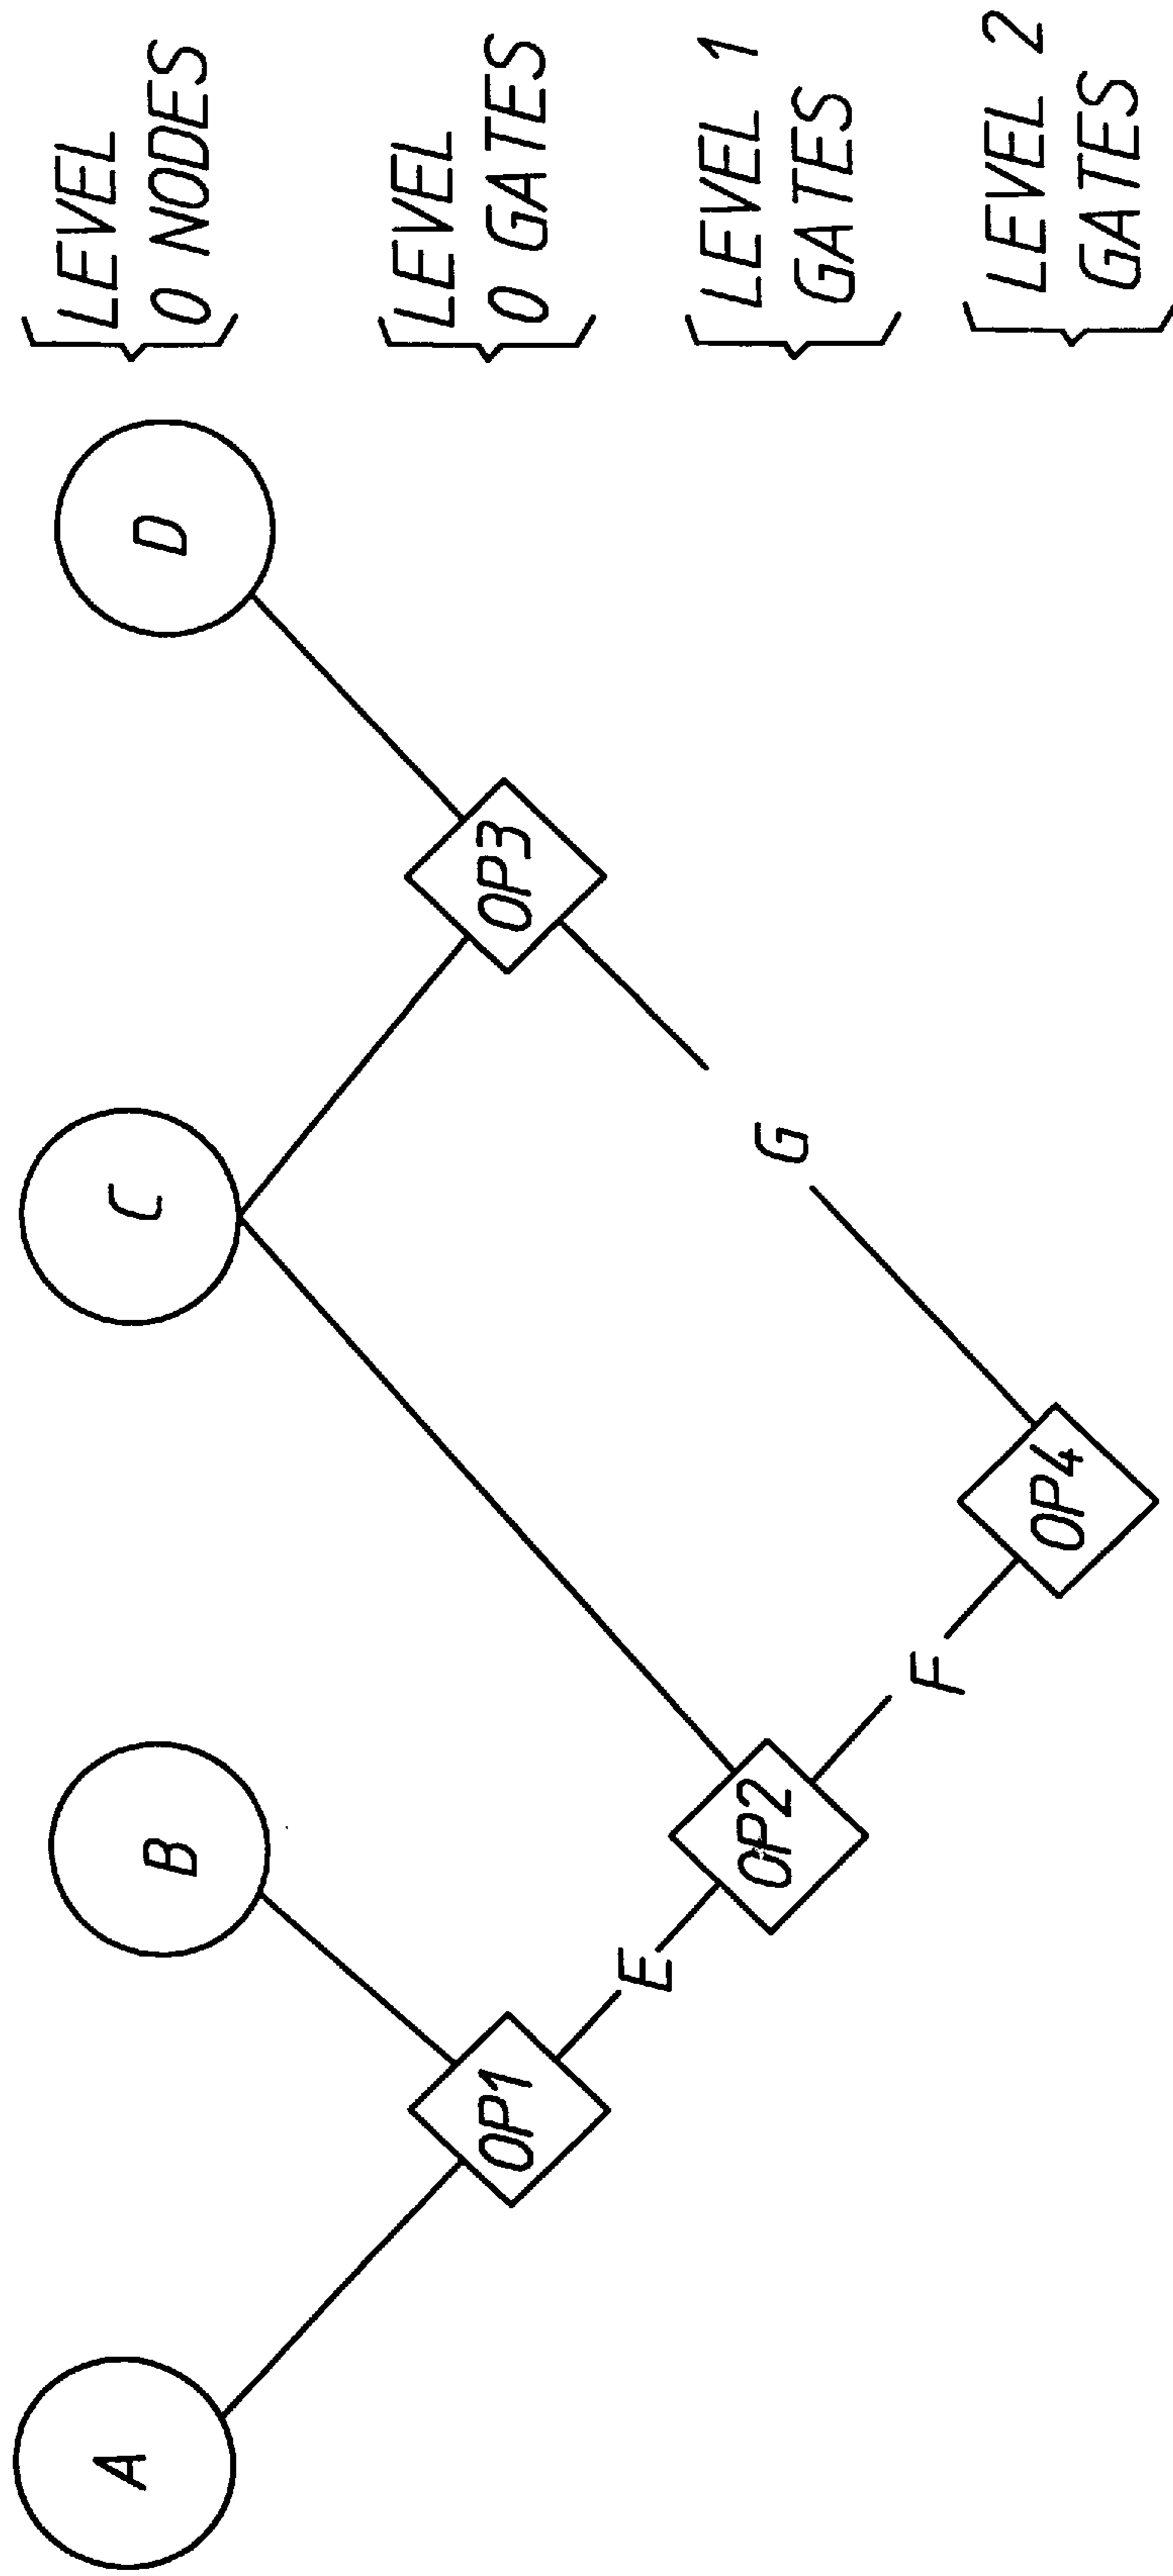 A
B
C
D
LEVEL
0 NODES
OP1
OP3
LEVEL
0 GATES
E
G
OP2
LEVEL 1
GATES
F
OP4
LEVEL 2
GATES